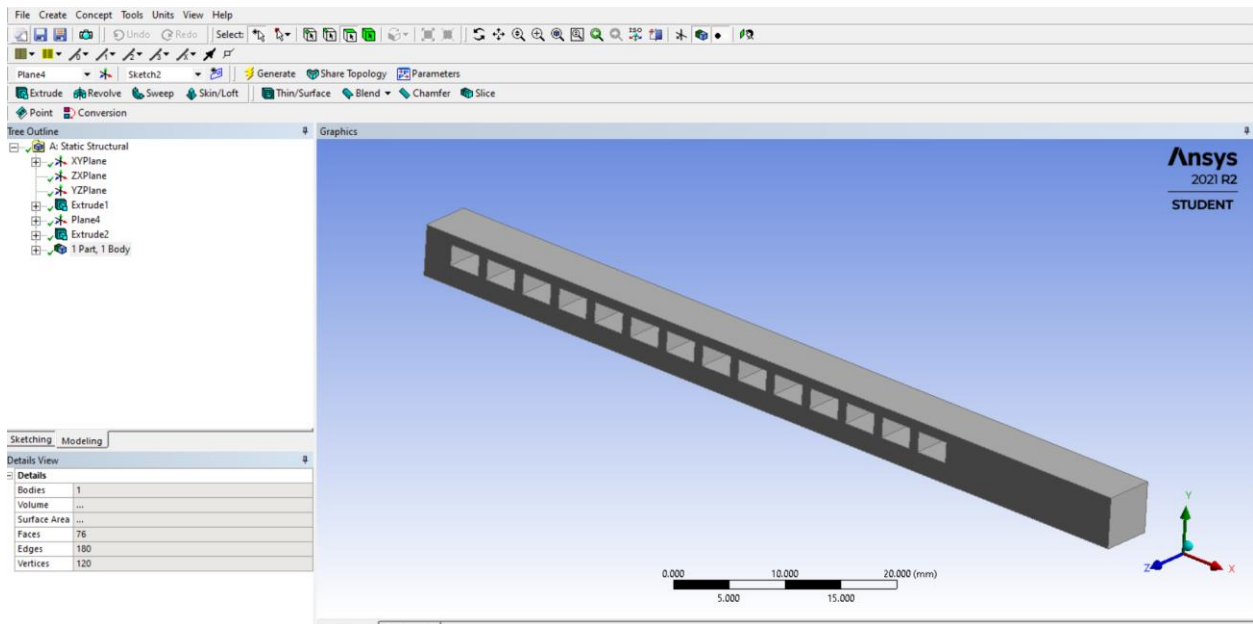 File Create Concept Tools Units View Help
Undo Redo Select:
Plane4 Sketch2 Generate Share Topology Parameters
Extrude Revolve Sweep Skin/Loft Thin/Surface Blend Chamfer Slice
Point Conversion
Tree Outline
A: Static Structural
XYPlane
ZXPlane
YZPlane
Extrude1
Plane4
Extrude2
1 Part, 1 Body
Sketching Modeling
Details View
Details
Bodies 1
Volume ...
Surface Area ...
Faces 76
Edges 180
Vertices 120
Graphics
Ansys
2021 R2
STUDENT
0.000 10.000 20.000 (mm)
5.000 15.000
Y
Z X